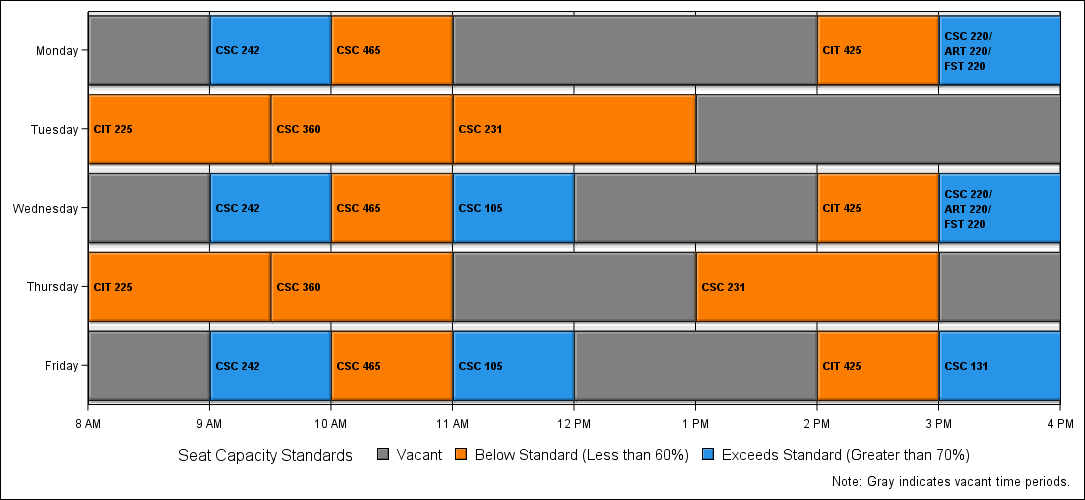 Monday
CSC 242
CSC 465
CIT 425
CSC 220/
ART 220/
FST 220
Tuesday
CIT 225
CSC 360
CSC 231
Wednesday
CSC 242
CSC 465
CSC 105
CIT 425
CSC 220/
ART 220/
FST 220
Thursday
CIT 225
CSC 360
CSC 231
Friday
CSC 242
CSC 465
CSC 105
CIT 425
CSC 131
8 AM 9 AM 10 AM 11 AM 12 PM 1 PM 2 PM 3 PM 4 PM
Seat Capacity Standards Vacant Below Standard (Less than 60%) Exceeds Standard (Greater than 70%)
Note: Gray indicates vacant time periods.